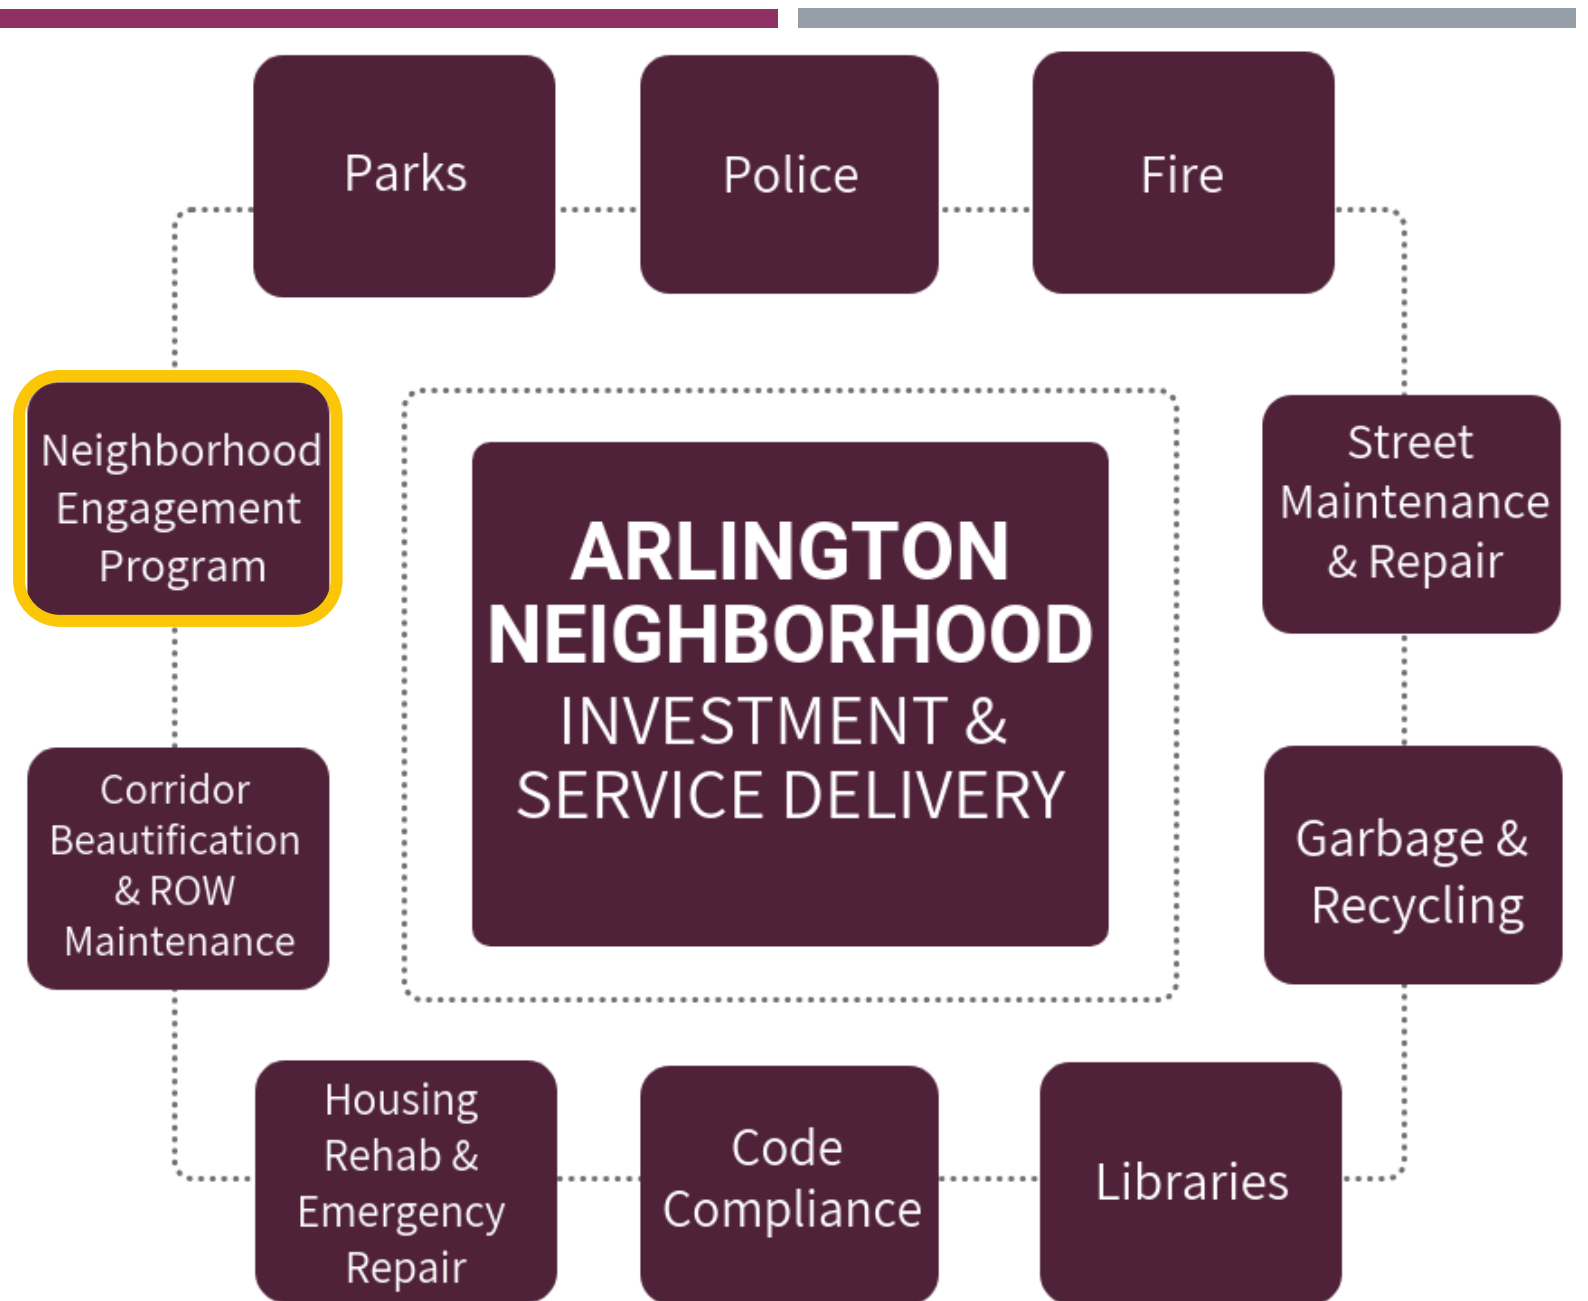 Parks
Police
Fire
Neighborhood
Engagement
Program
ARLINGTON
NEIGHBORHOOD
INVESTMENT &
SERVICE DELIVERY
Street
Maintenance
& Repair
Corridor
Beautification
& ROW
Maintenance
Garbage &
Recycling
Housing
Rehab &
Emergency
Repair
Code
Compliance
Libraries